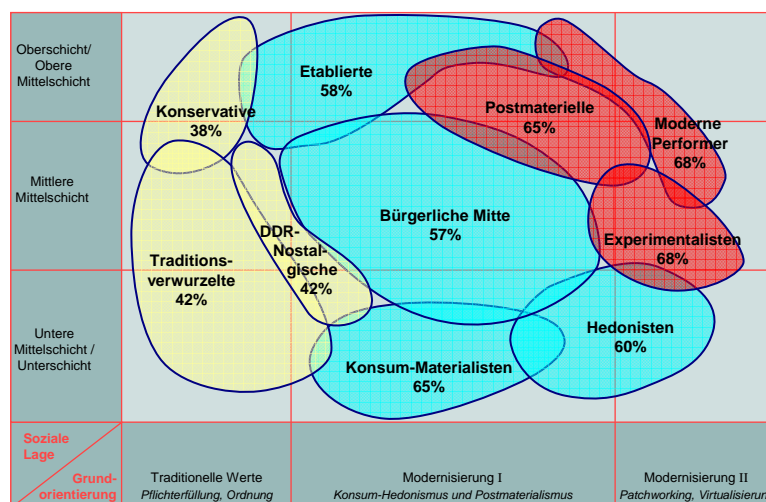 Oberschicht/
Obere
Mittelschicht
Mittlere
Mittelschicht
Untere
Mittelschicht /
Unterschicht
Etablierte
58%
Konservative
38%
Postmaterielle
65%
Moderne
Performer
68%
Bürgerliche Mitte
57%
DDR-
Nostal-
gische
42%
Traditions-
verwurzelte
42%
Experimentalisten
68%
Hedonisten
60%
Konsum-Materialisten
65%
Soziale
Lage
Grund-
orientierung
Traditionelle Werte
Pflichterfüllung, Ordnung
Modernisierung I
Konsum-Hedonismus und Postmaterialismus
Modernisierung II
Patchworking, Virtualisierun